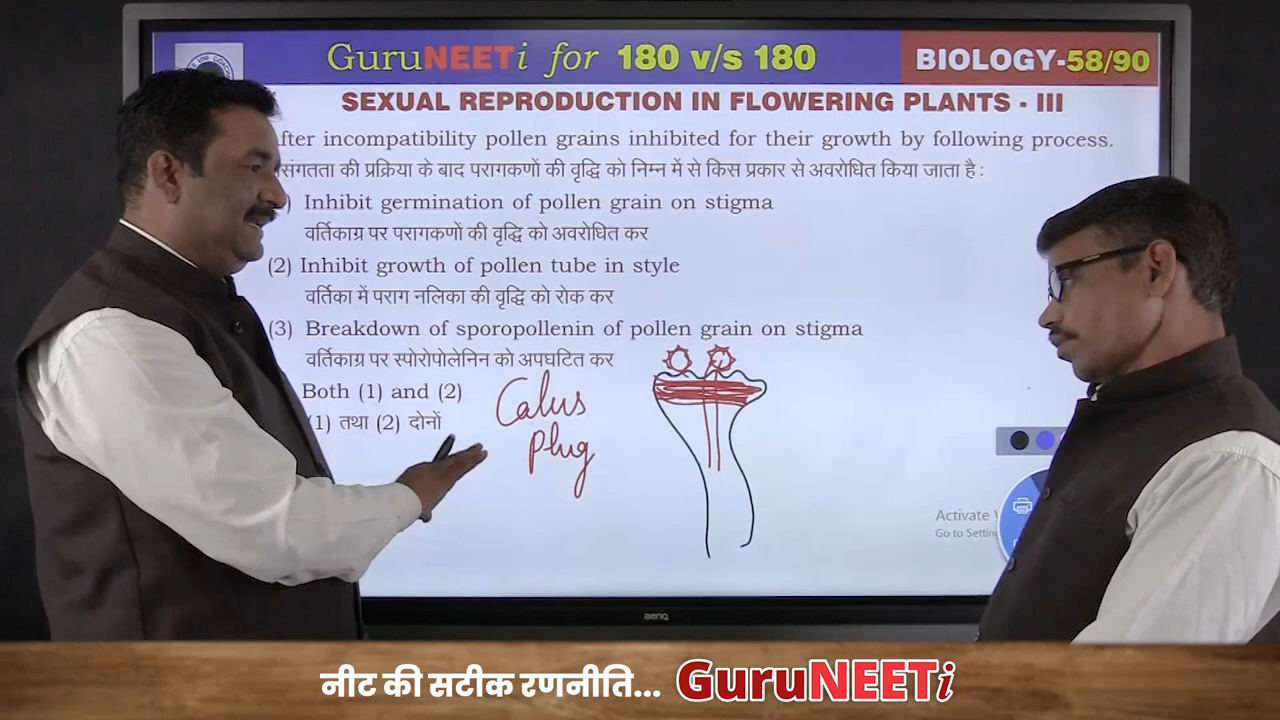 GuruNEETi for 180 v/s 180
BIOLOGY-58/90
SEXUAL REPRODUCTION IN FLOWERING PLANTS - III
fter incompatibility pollen grains inhibited for their growth by following process.
संगतता की प्रक्रिया के बाद परागकणों की वृद्धि को निम्न में से किस प्रकार से अवरोधित किया जाता है :
) Inhibit germination of pollen grain on stigma
वर्तिकाग्र पर परागकणों की वृद्धि को अवरोधित कर
(2) Inhibit growth of pollen tube in style
वर्तिका में पराग नलिका की वृद्धि को रोक कर
(3) Breakdown of sporopollenin of pollen grain on stigma
वर्तिकाग्र पर स्पोरोपोलेनिन को अपघटित कर
Both (1) and (2)
(1) तथा (2) दोनों
Calus
Plug
Activate
Go to Settin
BenQ
नीट की सटीक रणनीति... GuruNEETi